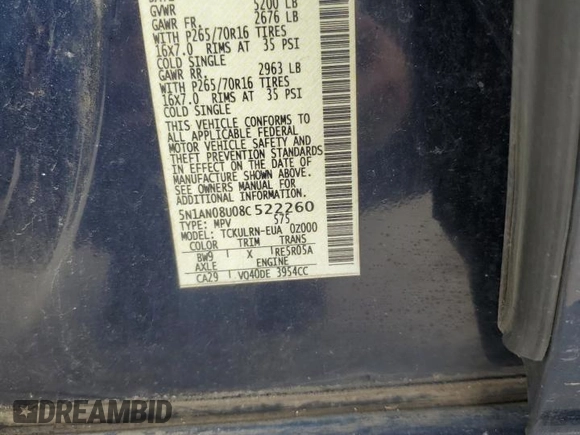 GVWR 5200 LB
GAWR FR. 2676 LB
WITH P265/70R16 TIRES
16X7.0 RIMS AT 35 PSI
COLD SINGLE
GAWR RR. 2963 LB
WITH P265/70R16 TIRES
16X7.0 RIMS AT 35 PSI
COLD SINGLE
THIS VEHICLE CONFORMS TO
ALL APPLICABLE FEDERAL
MOTOR VEHICLE SAFETY AND
THEFT PREVENTION STANDARDS
IN EFFECT ON THE DATE OF
MANUFACTURE SHOWN ABOVE.
SEE OWNERS MANUAL FOR
ADDITIONAL INFORMATION.
5N1AN08U08C522260
TYPE: MPV 575
MODEL: TCKULRN-EUA 0Z000
COLOR TRIM TRANS
BW9 X RE5R05A
AXLE ENGINE
CA29 VQ40DE 3954CC
DREAMBID